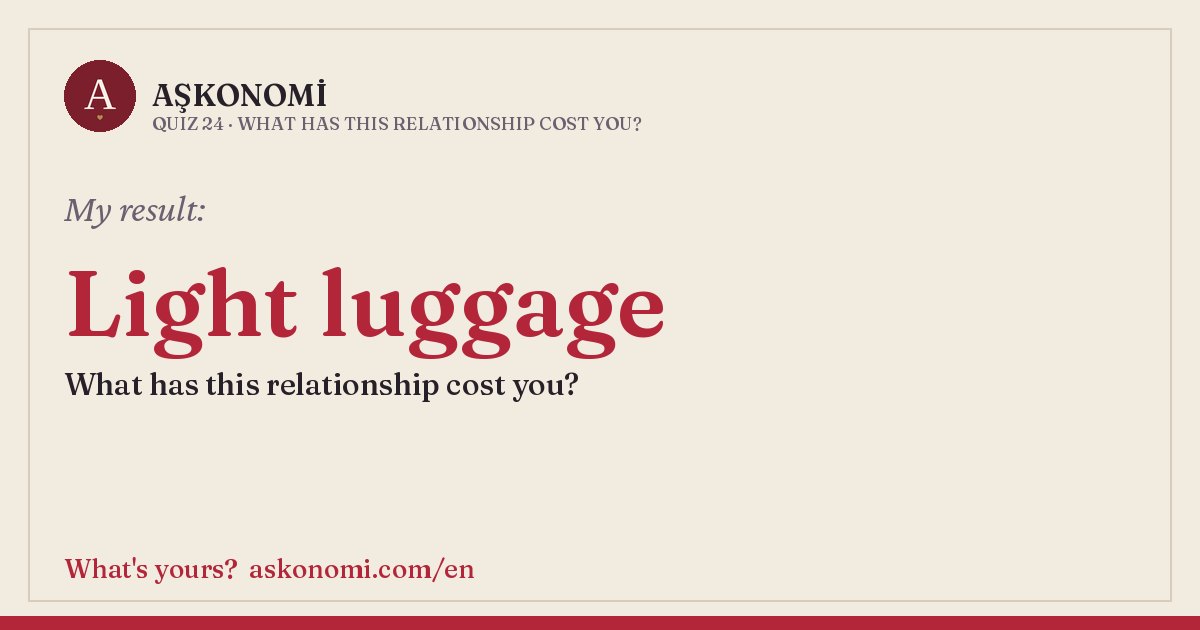 A
AŞKONOMİ
QUIZ 24 · WHAT HAS THIS RELATIONSHIP COST YOU?
My result:
Light luggage
What has this relationship cost you?
What's yours? askonomi.com/en